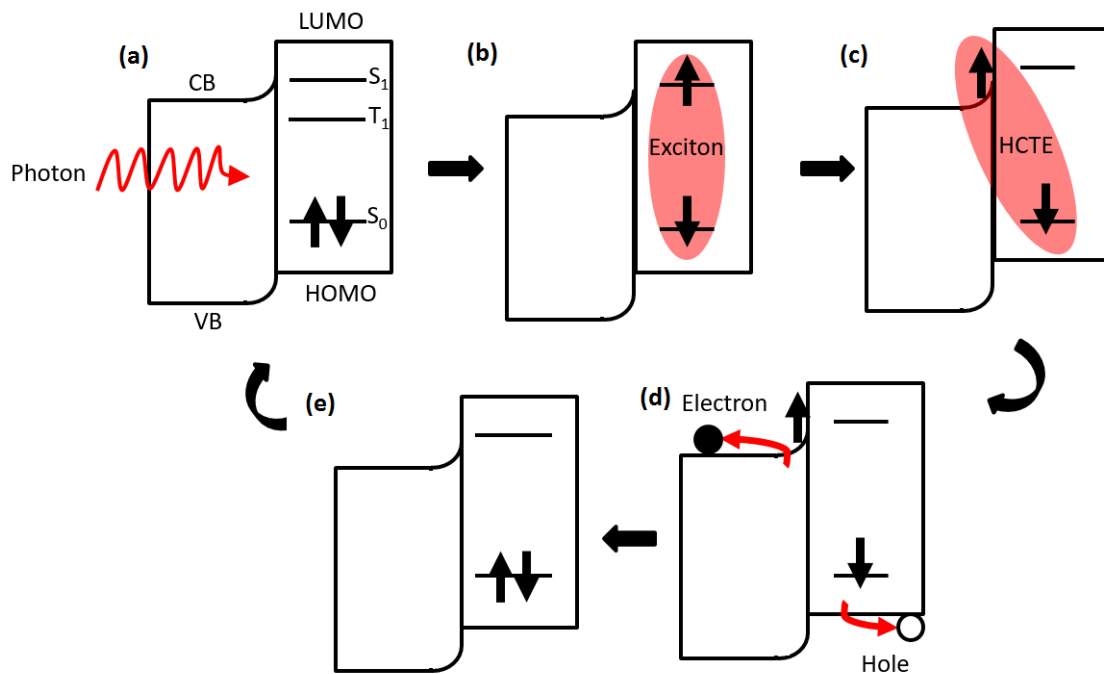 (a)
LUMO
CB
S₁
T₁
Photon
S₀
HOMO
VB
(b)
Exciton
(c)
HCTE
(d)
Electron
Hole
(e)